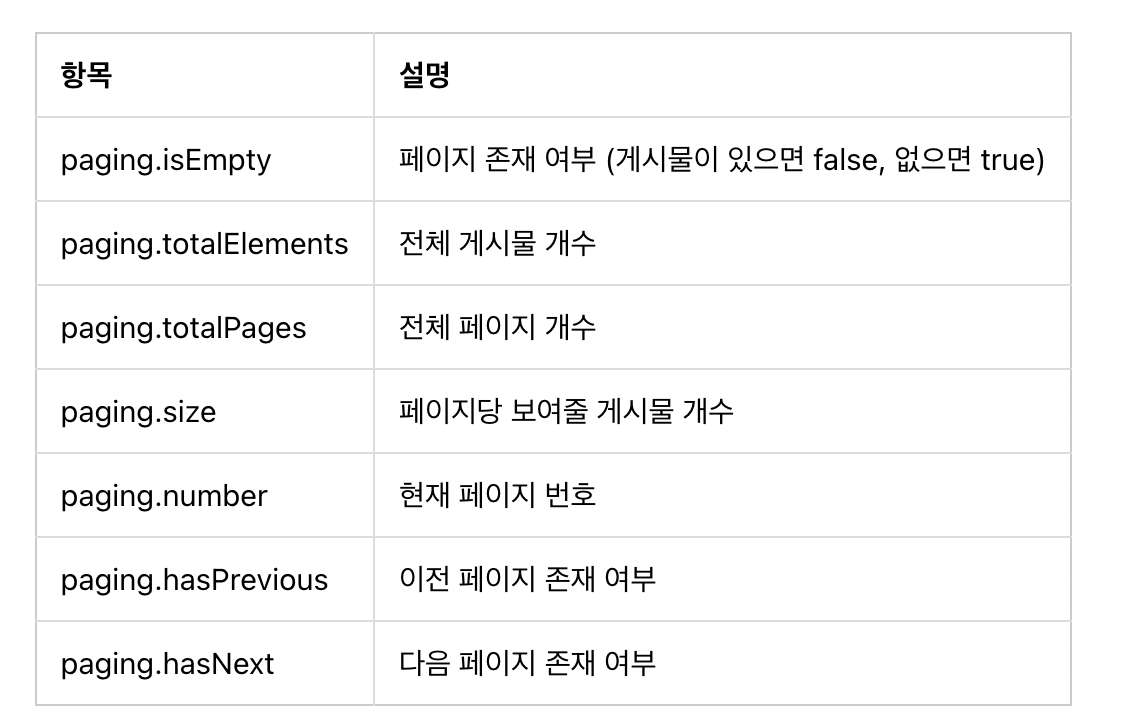 항목 설명
paging.isEmpty 페이지 존재 여부 (게시물이 있으면 false, 없으면 true)
paging.totalElements 전체 게시물 개수
paging.totalPages 전체 페이지 개수
paging.size 페이지당 보여줄 게시물 개수
paging.number 현재 페이지 번호
paging.hasPrevious 이전 페이지 존재 여부
paging.hasNext 다음 페이지 존재 여부